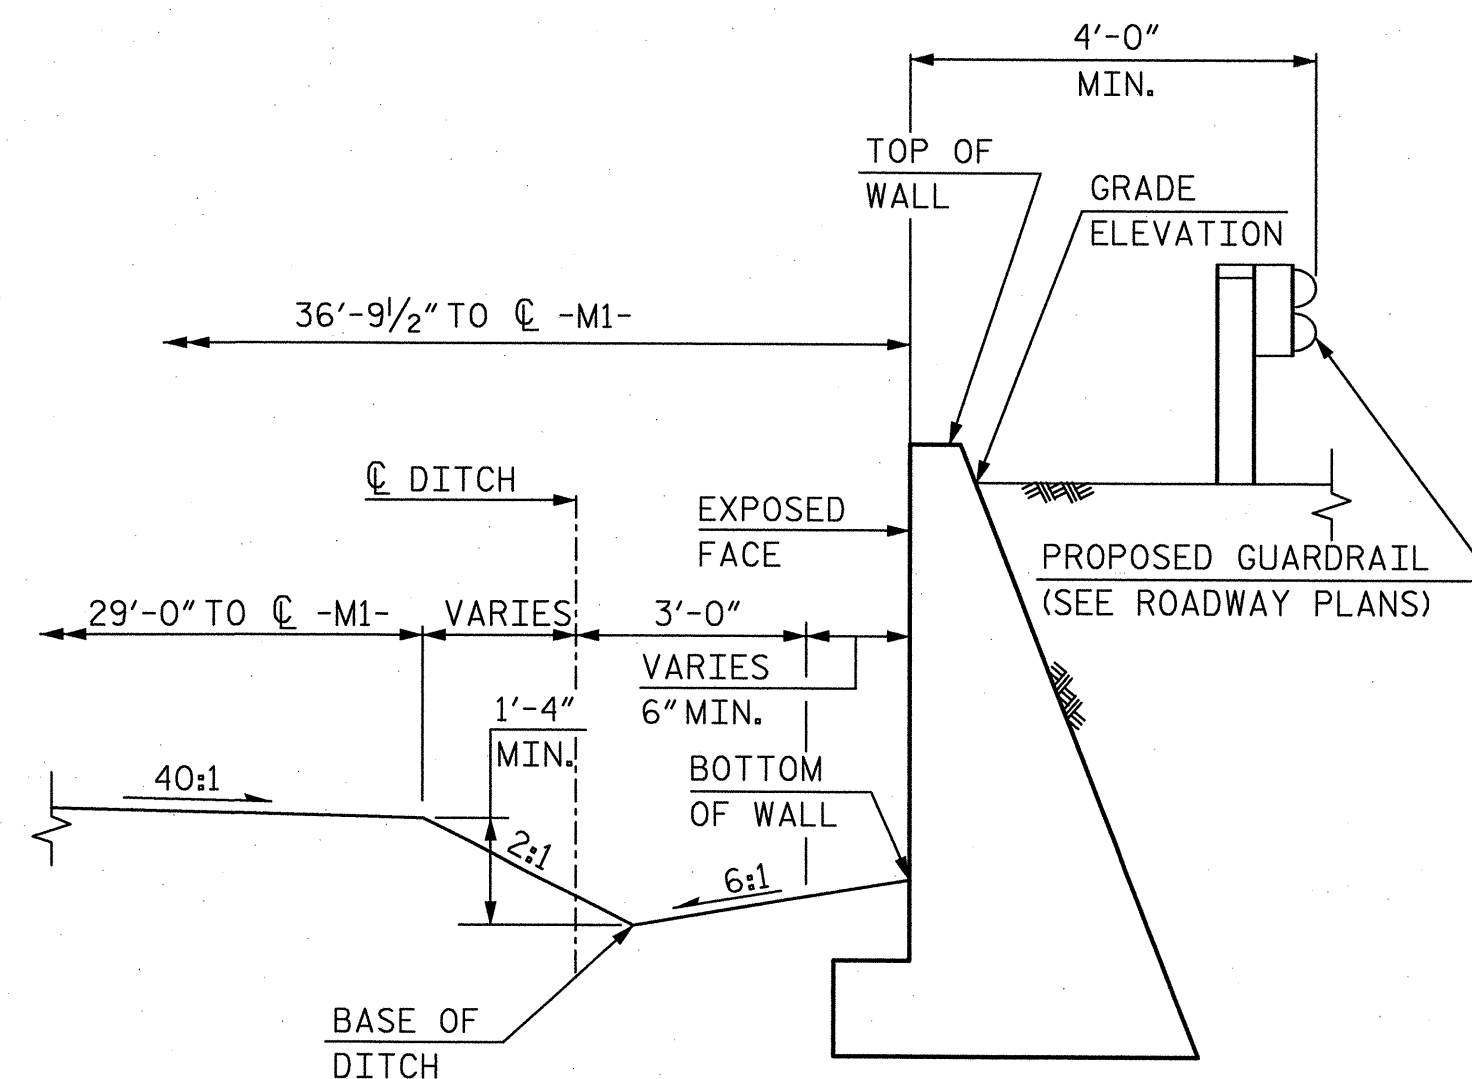 4'-0"
MIN.
TOP OF
WALL
GRADE
ELEVATION
36'-9 1/2" TO ℄ -M1-
℄ DITCH
EXPOSED
FACE
PROPOSED GUARDRAIL
(SEE ROADWAY PLANS)
29'-0" TO ℄ -M1-
VARIES
3'-0"
VARIES
6" MIN.
1'-4"
MIN.
BOTTOM
OF WALL
40:1
2:1
6:1
BASE OF
DITCH